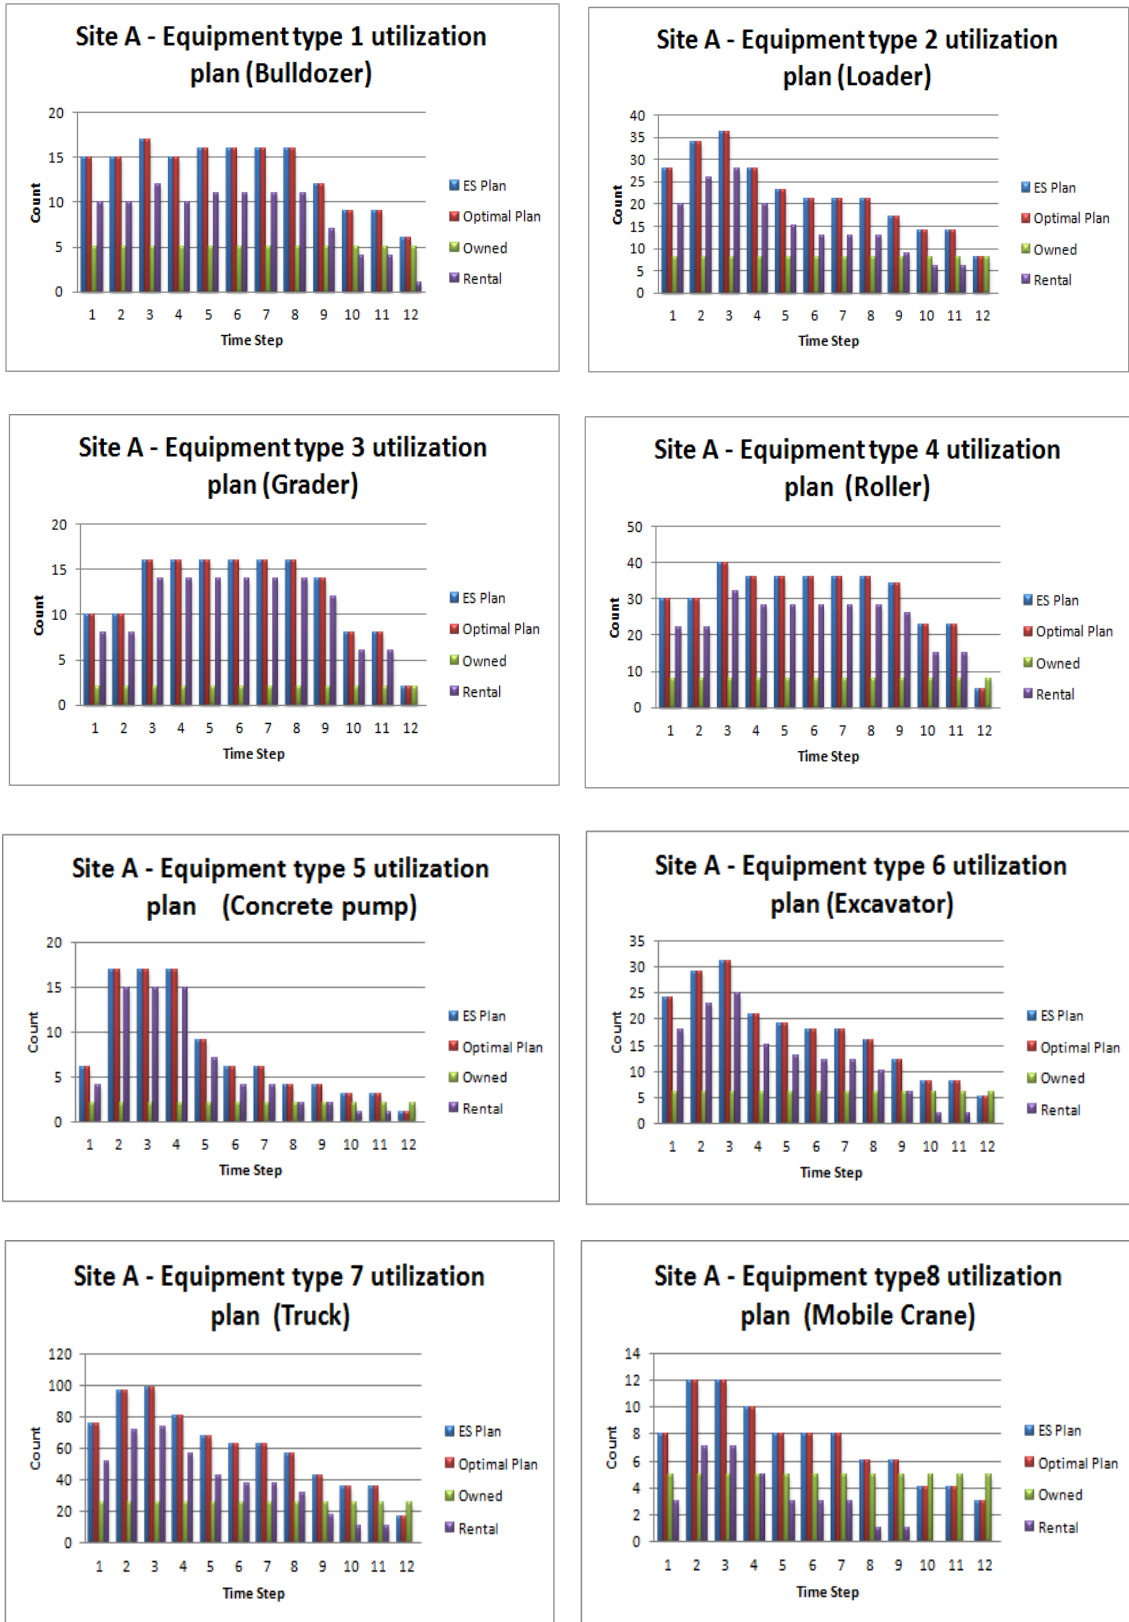 Site A - Equipment type 1 utilization
plan (Bulldozer)
20
15
10
5
0
Count
1 2 3 4 5 6 7 8 9 10 11 12
Time Step
ES Plan
Optimal Plan
Owned
Rental
Site A - Equipment type 2 utilization
plan (Loader)
40
35
30
25
20
15
10
5
0
Count
1 2 3 4 5 6 7 8 9 10 11 12
Time Step
ES Plan
Optimal Plan
Owned
Rental
Site A - Equipment type 3 utilization
plan (Grader)
20
15
10
5
0
Count
1 2 3 4 5 6 7 8 9 10 11 12
Time Step
ES Plan
Optimal Plan
Owned
Rental
Site A - Equipment type 4 utilization
plan (Roller)
50
40
30
20
10
0
Count
1 2 3 4 5 6 7 8 9 10 11 12
Time Step
ES Plan
Optimal Plan
Owned
Rental
Site A - Equipment type 5 utilization
plan (Concrete pump)
20
15
10
5
0
Count
1 2 3 4 5 6 7 8 9 10 11 12
Time Step
ES Plan
Optimal Plan
Owned
Rental
Site A - Equipment type 6 utilization
plan (Excavator)
35
30
25
20
15
10
5
0
Count
1 2 3 4 5 6 7 8 9 10 11 12
Time Step
ES Plan
Optimal Plan
Owned
Rental
Site A - Equipment type 7 utilization
plan (Truck)
120
100
80
60
40
20
0
Count
1 2 3 4 5 6 7 8 9 10 11 12
Time Step
ES Plan
Optimal Plan
Owned
Rental
Site A - Equipment type8 utilization
plan (Mobile Crane)
14
12
10
8
6
4
2
0
Count
1 2 3 4 5 6 7 8 9 10 11 12
Time Step
ES Plan
Optimal Plan
Owned
Rental